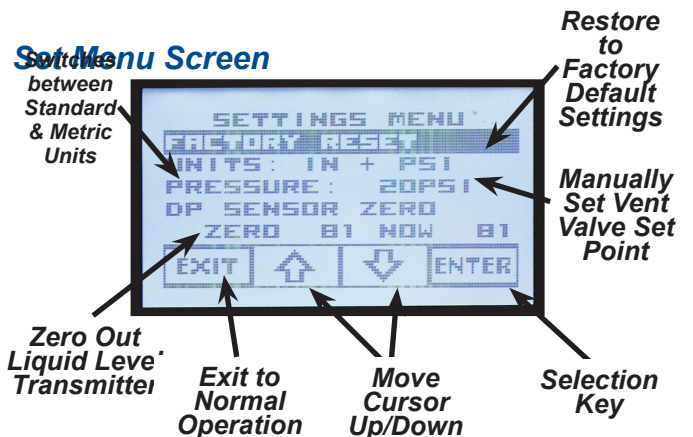 Set Menu Screen
Switches
between
Standard
& Metric
Units
Restore
to
Factory
Default
Settings
SETTINGS MENU
FACTORY RESET
UNITS: IN + PSI
PRESSURE: 20PSI
DP SENSOR ZERO
ZERO 81 NOW 81
EXIT ENTER
Manually
Set Vent
Valve Set
Point
Zero Out
Liquid Level
Transmitter
Exit to
Normal
Operation
Move
Cursor
Up/Down
Selection
Key